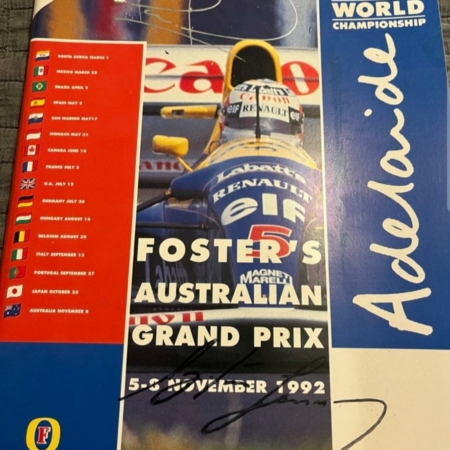 WORLD
CHAMPIONSHIP
Adelaide
SOUTH AFRICA MARCH 1
MEXICO MARCH 22
BRAZIL APRIL 5
SPAIN MAY 3
SAN MARINO MAY 17
MONACO MAY 31
CANADA JUNE 14
FRANCE JULY 5
U.K. JULY 12
GERMANY JULY 26
HUNGARY AUGUST 16
BELGIUM AUGUST 30
ITALY SEPTEMBER 13
PORTUGAL SEPTEMBER 27
JAPAN OCTOBER 25
AUSTRALIA NOVEMBER 8
Canon
elf RENAULT
Labatt's
RENAULT
elf
5
MAGNETI
MARELLI
FOSTER'S
AUSTRALIAN
GRAND PRIX
5-8 NOVEMBER 1992
F